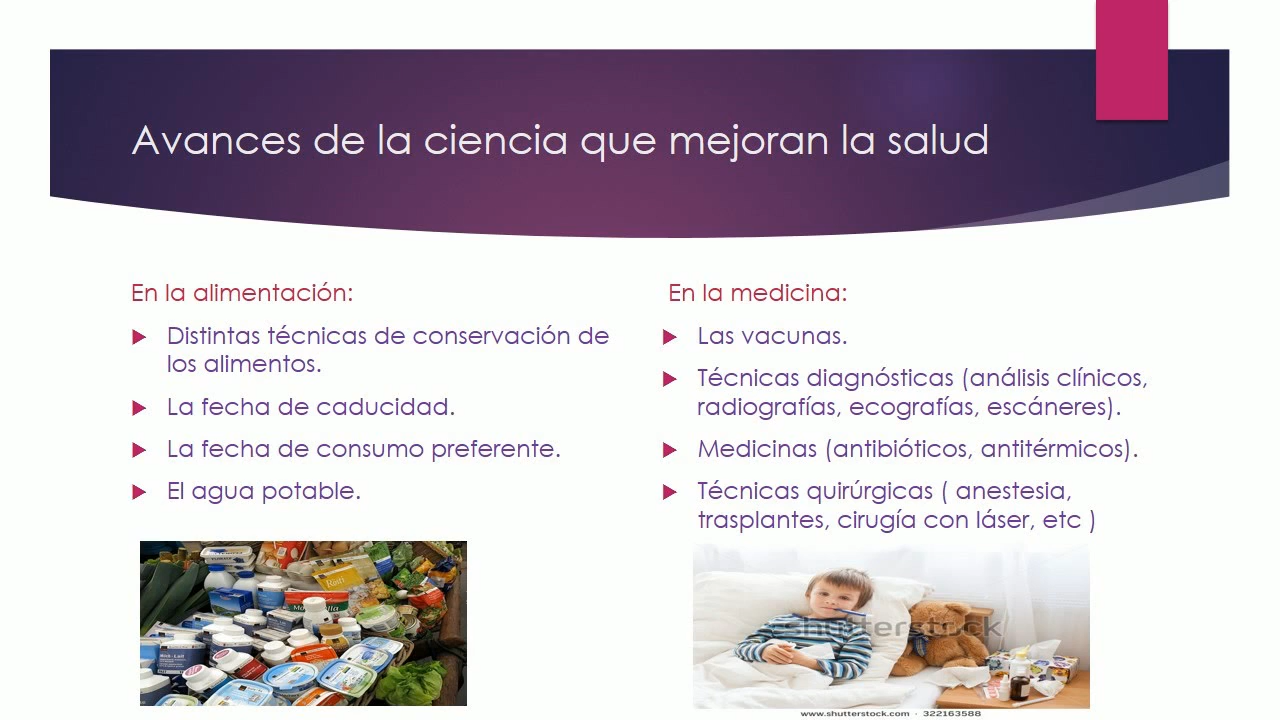 Avances de la ciencia que mejoran la salud
En la alimentación:
Distintas técnicas de conservación de
los alimentos.
La fecha de caducidad.
La fecha de consumo preferente.
El agua potable.
En la medicina:
Las vacunas.
Técnicas diagnósticas (análisis clínicos,
radiografías, ecografías, escáneres).
Medicinas (antibióticos, antitérmicos).
Técnicas quirúrgicas ( anestesia,
trasplantes, cirugía con láser, etc )
Rösti
shutterstock
www.shutterstock.com · 322163588